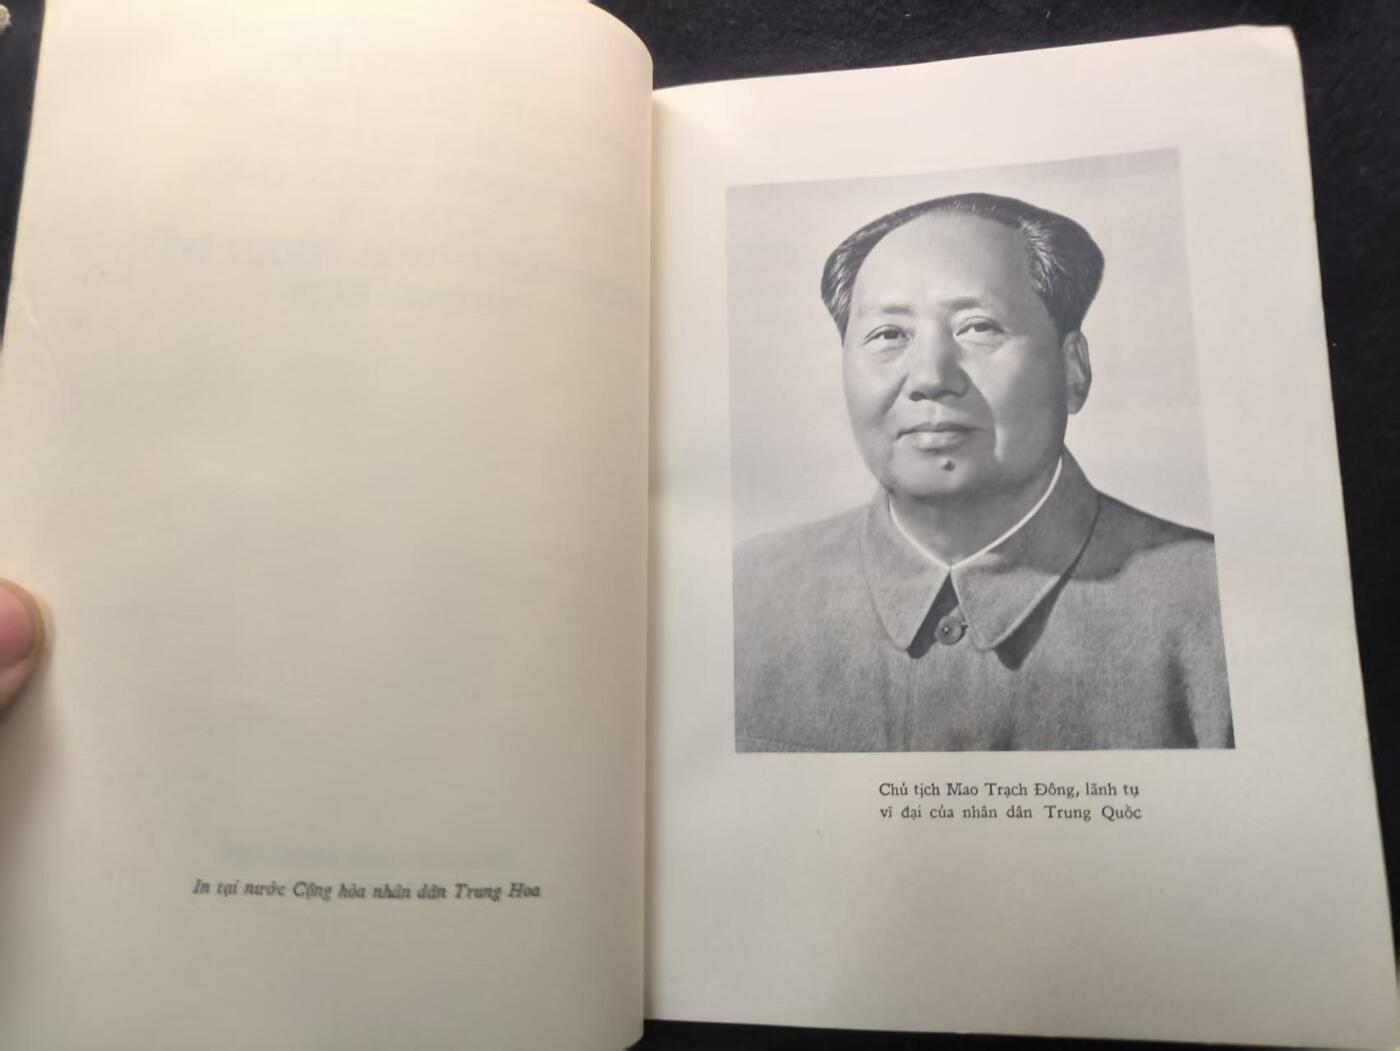 In tại nước Cộng hòa nhân dân Trung Hoa
Chủ tịch Mao Trạch Đông, lãnh tụ
vĩ đại của nhân dân Trung Quốc